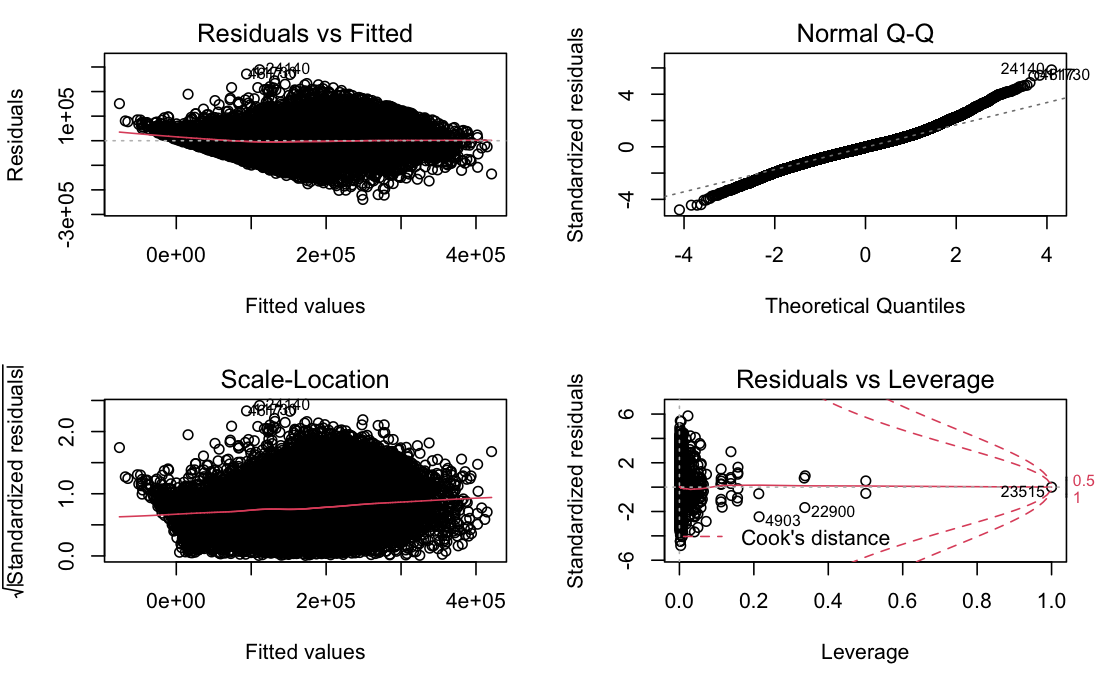 Residuals vs Fitted
Residuals
1e+05
-3e+05
24140
0e+00 2e+05 4e+05
Fitted values
Normal Q-Q
Standardized residuals
4
0
-4
24140
-4 -2 0 2 4
Theoretical Quantiles
Scale-Location
√|Standardized residuals|
2.0
1.0
0.0
24140
0e+00 2e+05 4e+05
Fitted values
Residuals vs Leverage
Standardized residuals
6
2
-2
-6
23515
22900
4903
Cook's distance
0.5
1
0.0 0.2 0.4 0.6 0.8 1.0
Leverage